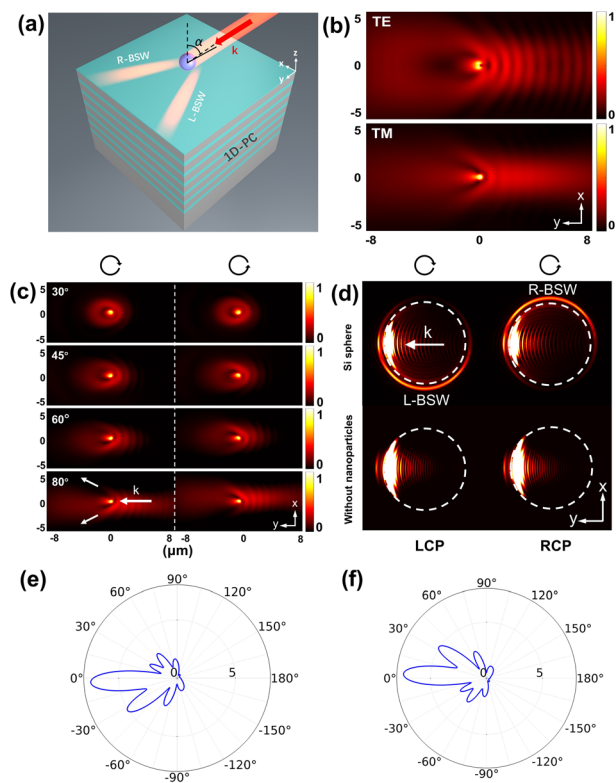 (a)
α
k
R-BSW
L-BSW
1D-PC
z
x
y
(b)
TE
5
0
-5
1
0
TM
5
0
-5
1
0
x
y
-8
0
8
(c)
30°
5
0
-5
1
0
45°
5
0
-5
1
0
60°
5
0
-5
1
0
80°
5
0
-5
1
0
k
x
y
-8
0
8
-8
0
8
(μm)
(d)
R-BSW
k
L-BSW
Si sphere
Without nanoparticles
x
y
LCP
RCP
(e)
90°
60°
120°
30°
150°
0°
0
5
180°
-30°
-150°
-60°
-120°
-90°
(f)
90°
60°
120°
30°
150°
0°
0
5
180°
-30°
-150°
-60°
-120°
-90°